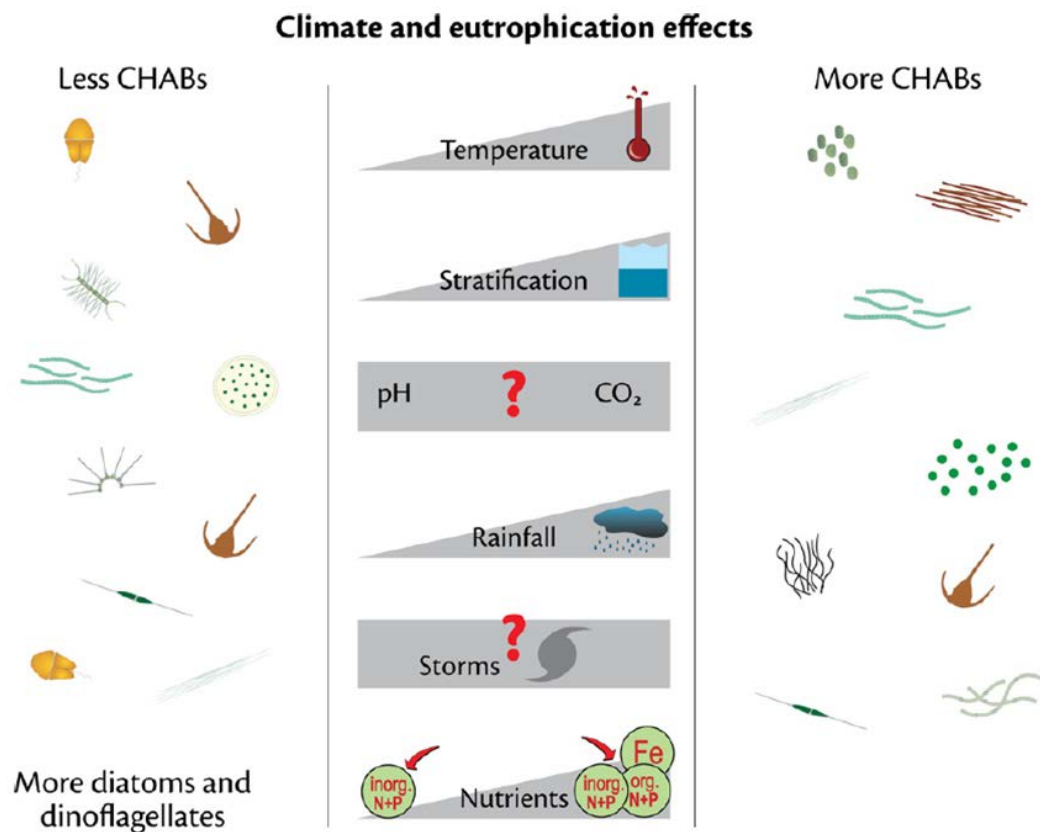 Climate and eutrophication effects
Less CHABs
More CHABs
Temperature
Stratification
pH
?
CO₂
Rainfall
?
Storms
Fe
inorg.
N+P
inorg.
N+P
org.
N+P
Nutrients
More diatoms and
dinoflagellates